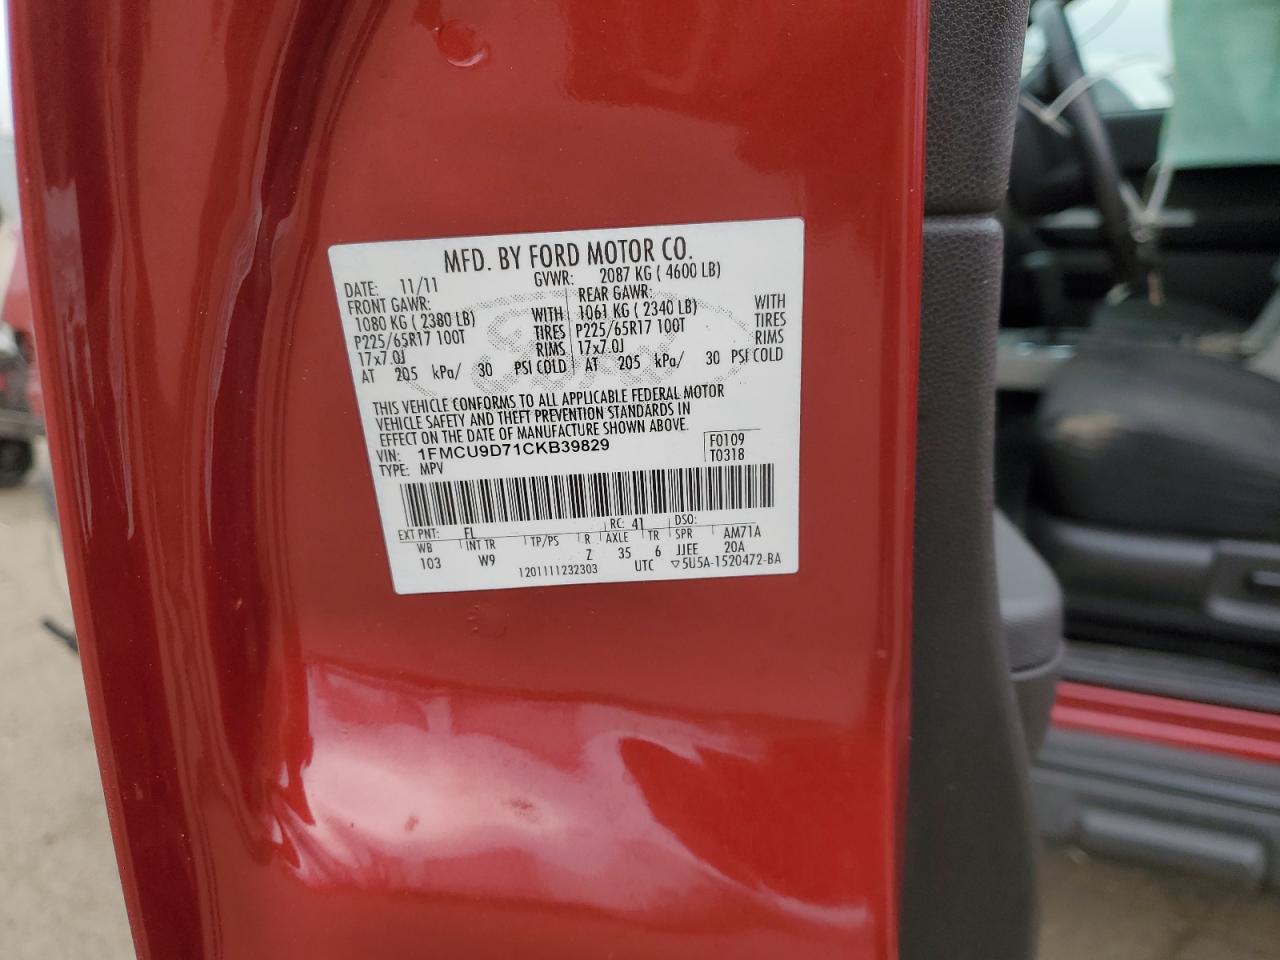 MFD. BY FORD MOTOR CO.
DATE: 11/11 GVWR: 2087 KG ( 4600 LB)
FRONT GAWR: REAR GAWR:
1080 KG ( 2380 LB) WITH 1061 KG ( 2340 LB) WITH
P225/65R17 100T TIRES P225/65R17 100T TIRES
17x7.0J RIMS 17x7.0J RIMS
AT 205 kPa/ 30 PSI COLD AT 205 kPa/ 30 PSI COLD
THIS VEHICLE CONFORMS TO ALL APPLICABLE FEDERAL MOTOR
VEHICLE SAFETY AND THEFT PREVENTION STANDARDS IN
EFFECT ON THE DATE OF MANUFACTURE SHOWN ABOVE.
VIN: 1FMCU9D71CKB39829 F0109
TYPE: MPV T0318
EXT PNT: FL RC: 41 DSO:
WB INT TR TP/PS R AXLE TR SPR AM71A
103 W9 Z 35 6 JJEE 20A
1201111232303 UTC ▽5U5A-1520472-BA